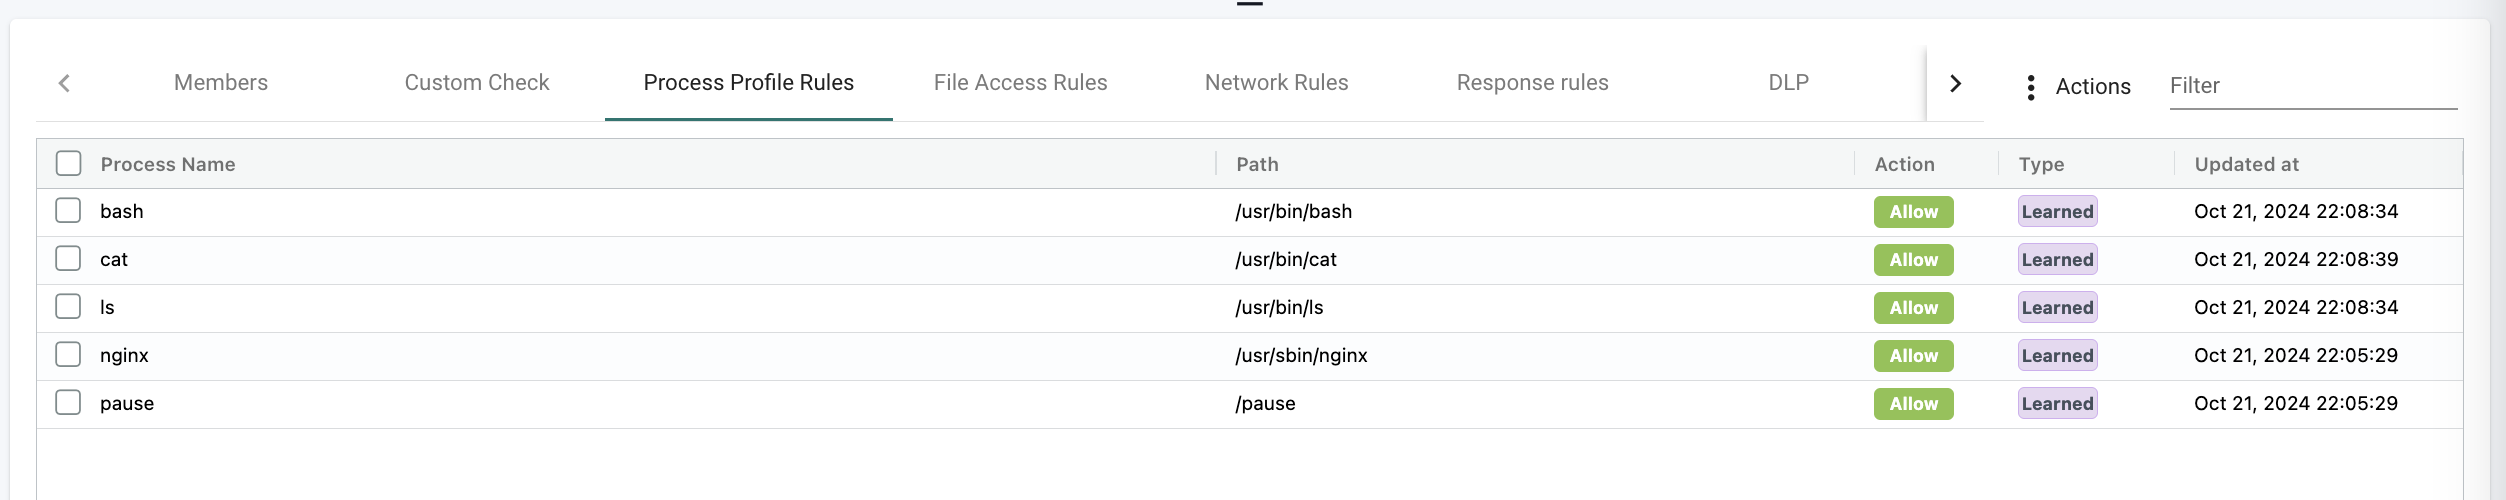 Members Custom Check Process Profile Rules File Access Rules Network Rules Response rules DLP Actions Filter
Process Name Path Action Type Updated at
bash /usr/bin/bash Allow Learned Oct 21, 2024 22:08:34
cat /usr/bin/cat Allow Learned Oct 21, 2024 22:08:39
ls /usr/bin/ls Allow Learned Oct 21, 2024 22:08:34
nginx /usr/sbin/nginx Allow Learned Oct 21, 2024 22:05:29
pause /pause Allow Learned Oct 21, 2024 22:05:29